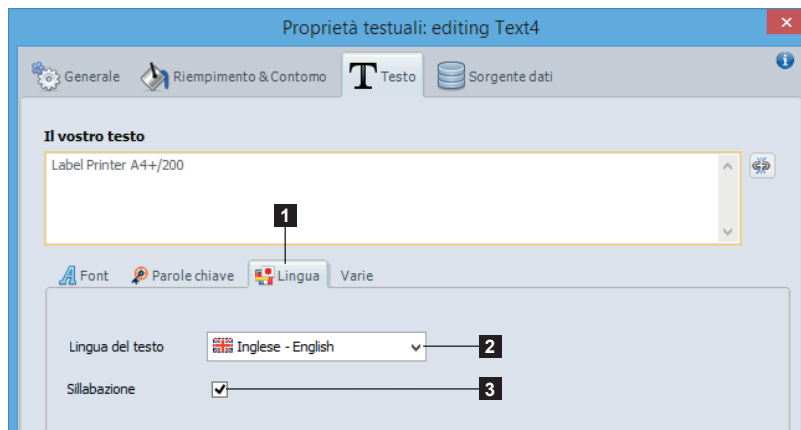 Proprietà testuali: editing Text4
Generale Riempimento & Contorno Testo Sorgente dati
Il vostro testo
Label Printer A4+/200
1
Font Parole chiave Lingua Varie
Lingua del testo Inglese - English 2
Sillabazione 3